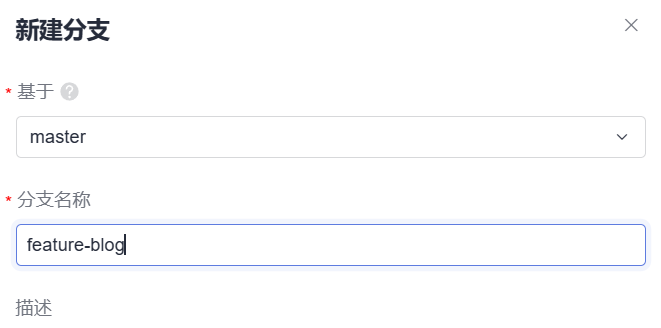 新建分支
* 基于 ?
master
* 分支名称
feature-blog
描述